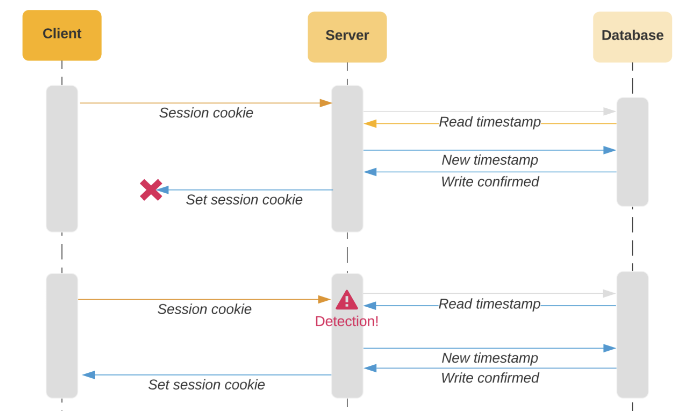 Client
Server
Database
Session cookie
Read timestamp
New timestamp
Write confirmed
Set session cookie
Session cookie
Read timestamp
Detection!
New timestamp
Write confirmed
Set session cookie